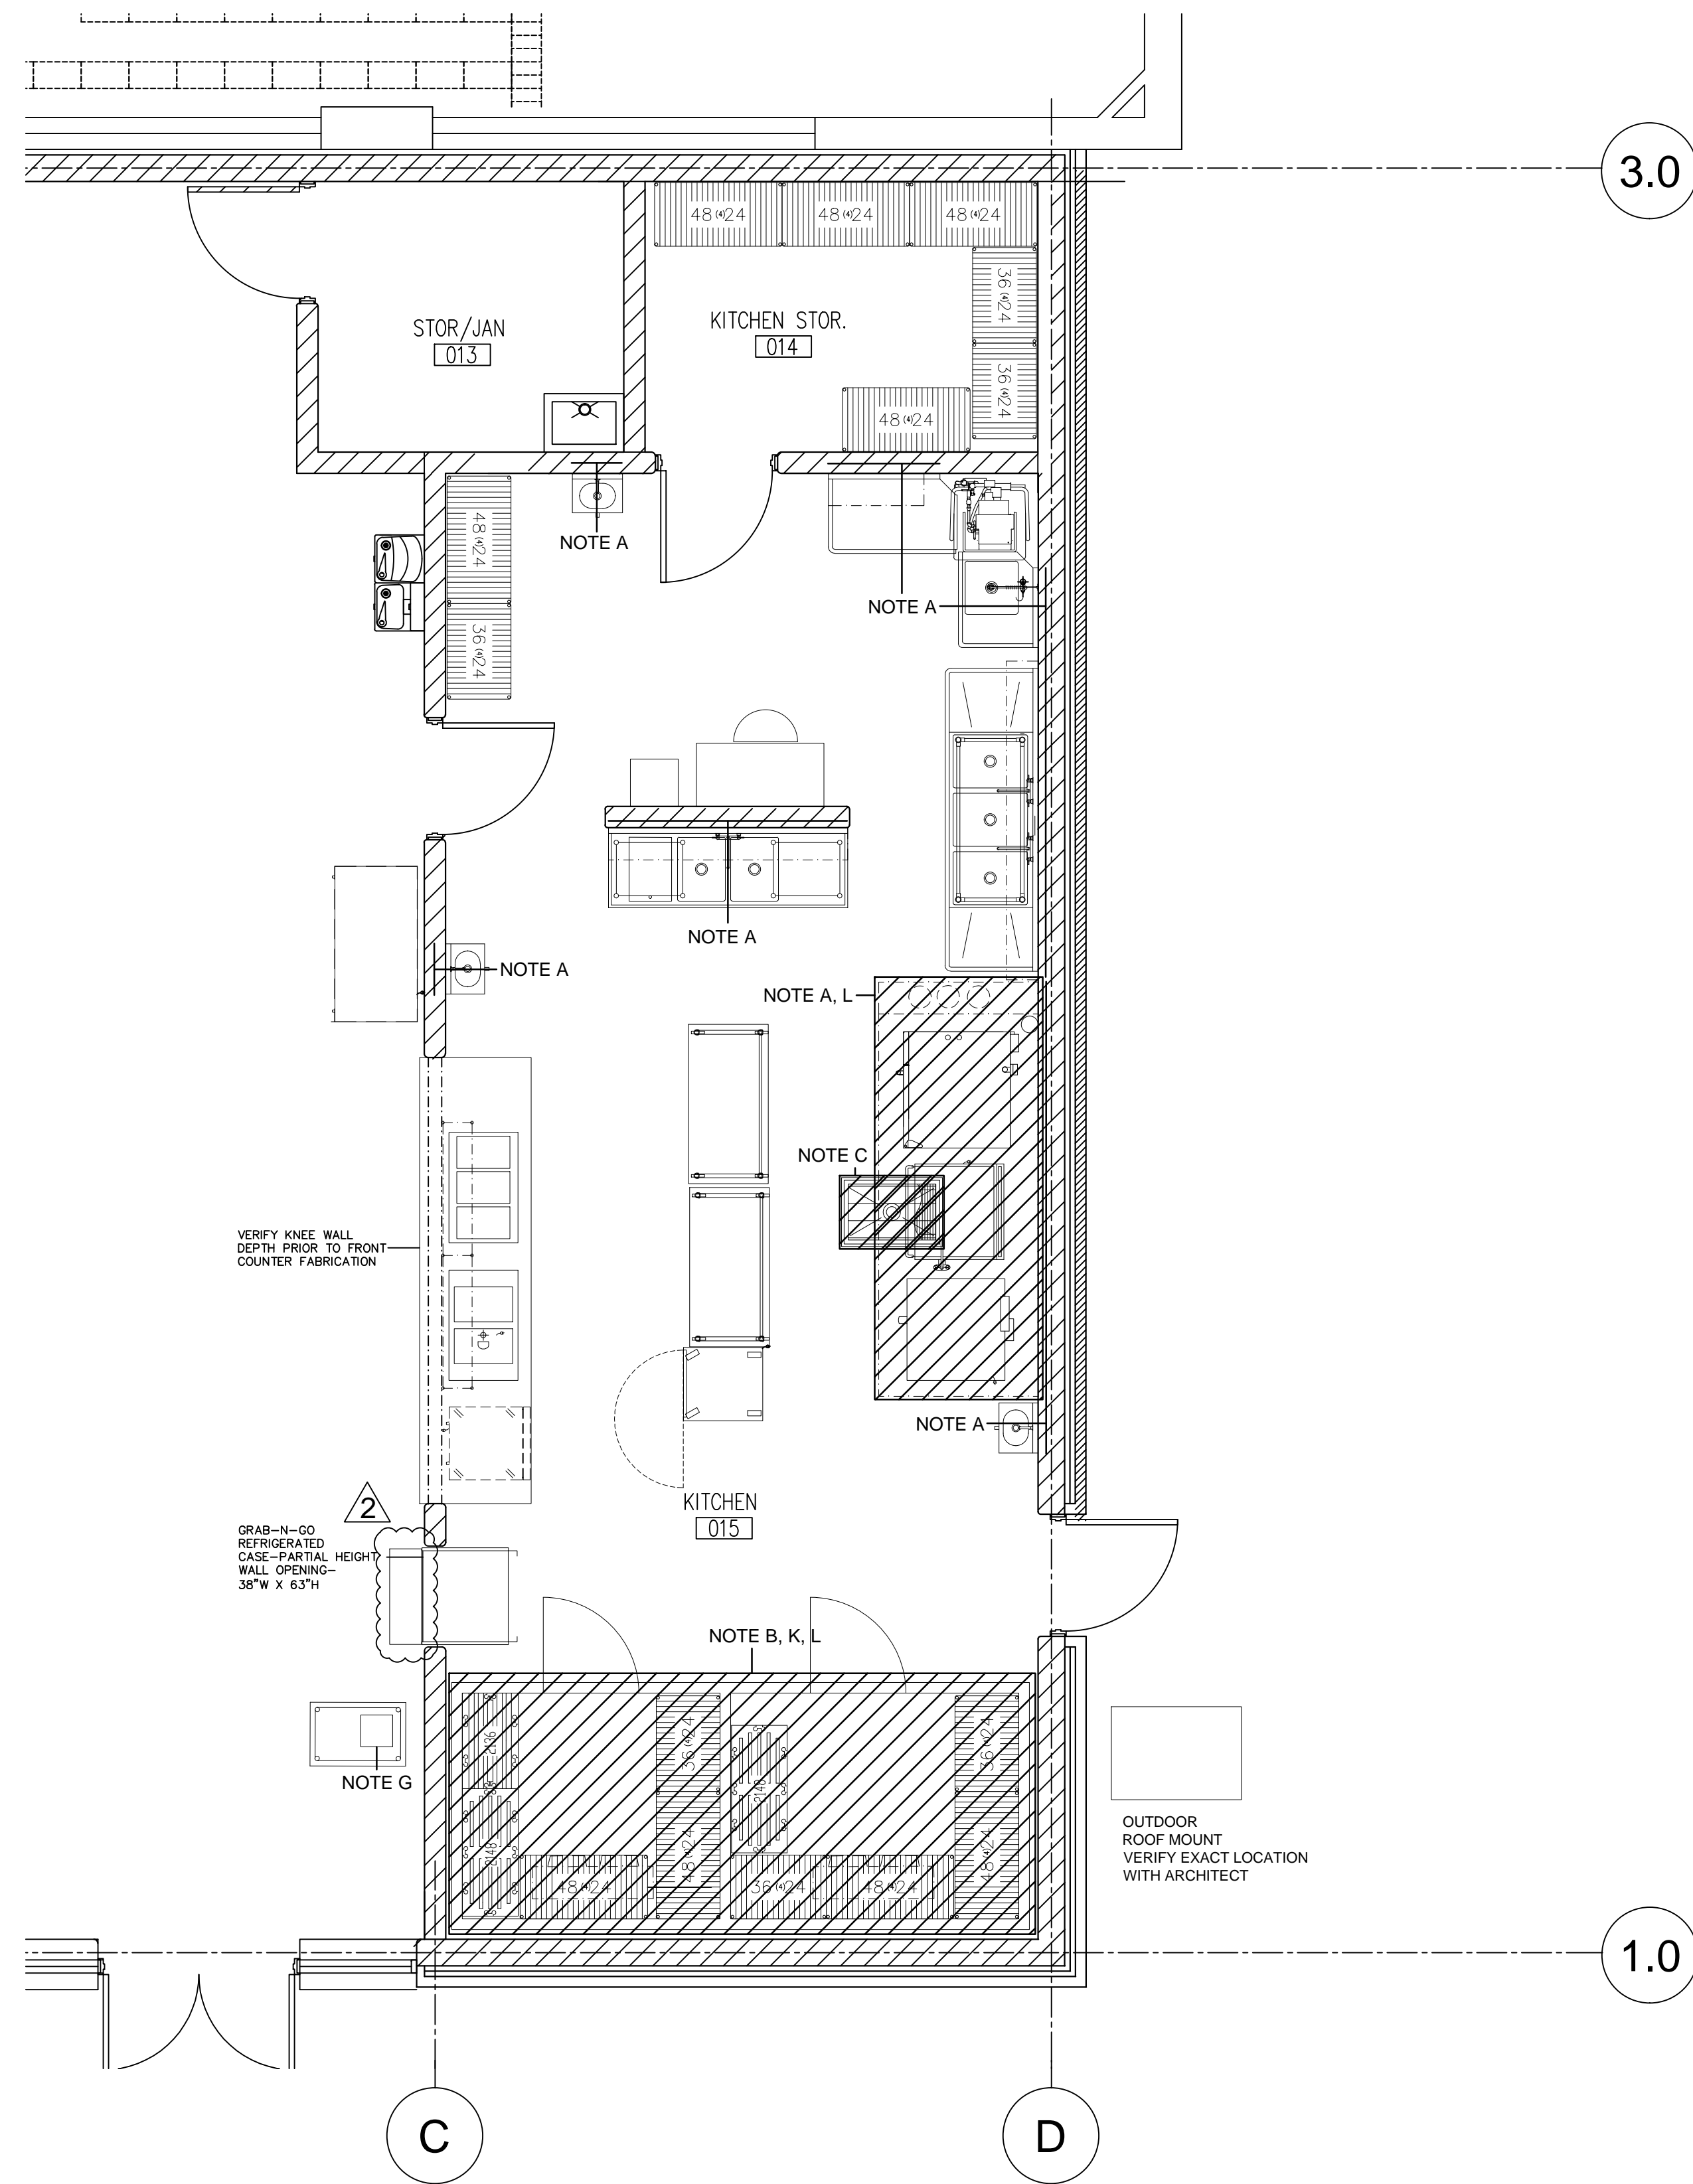 3.0
48 (4) 24
48 (4) 24
48 (4) 24
36 (4) 24
STOR/JAN
013
KITCHEN STOR.
014
36 (4) 24
48 (4) 24
48 (4) 24
NOTE A
NOTE A
36 (4) 24
NOTE A
NOTE A
NOTE A, L
NOTE C
VERIFY KNEE WALL
DEPTH PRIOR TO FRONT
COUNTER FABRICATION
NOTE A
2
KITCHEN
015
GRAB-N-GO
REFRIGERATED
CASE-PARTIAL HEIGHT
WALL OPENING-
38"W X 63"H
NOTE B, K, L
2136
36 (4) 24
2148
36 (4) 24
NOTE G
2148
48 (4) 24
48 (4) 24
48 (4) 24
36 (4) 24
48 (4) 24
OUTDOOR
ROOF MOUNT
VERIFY EXACT LOCATION
WITH ARCHITECT
1.0
C
D